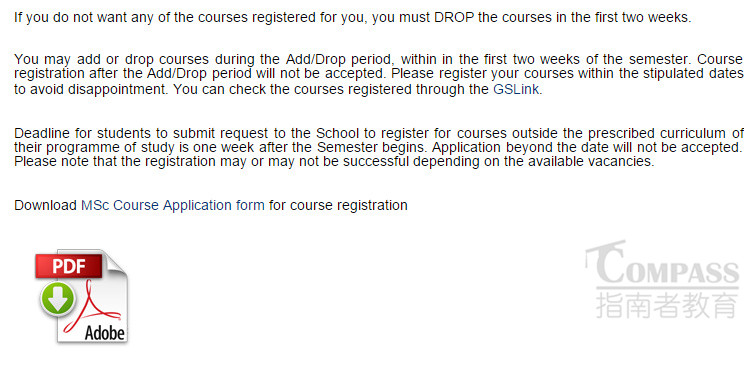 If you do not want any of the courses registered for you, you must DROP the courses in the first two weeks.
You may add or drop courses during the Add/Drop period, within in the first two weeks of the semester. Course
registration after the Add/Drop period will not be accepted. Please register your courses within the stipulated dates
to avoid disappointment. You can check the courses registered through the GSLink.
Deadline for students to submit request to the School to register for courses outside the prescribed curriculum of
their programme of study is one week after the Semester begins. Application beyond the date will not be accepted.
Please note that the registration may or may not be successful depending on the available vacancies.
Download MSc Course Application form for course registration
PDF
Adobe
COMPASS
指南者教育